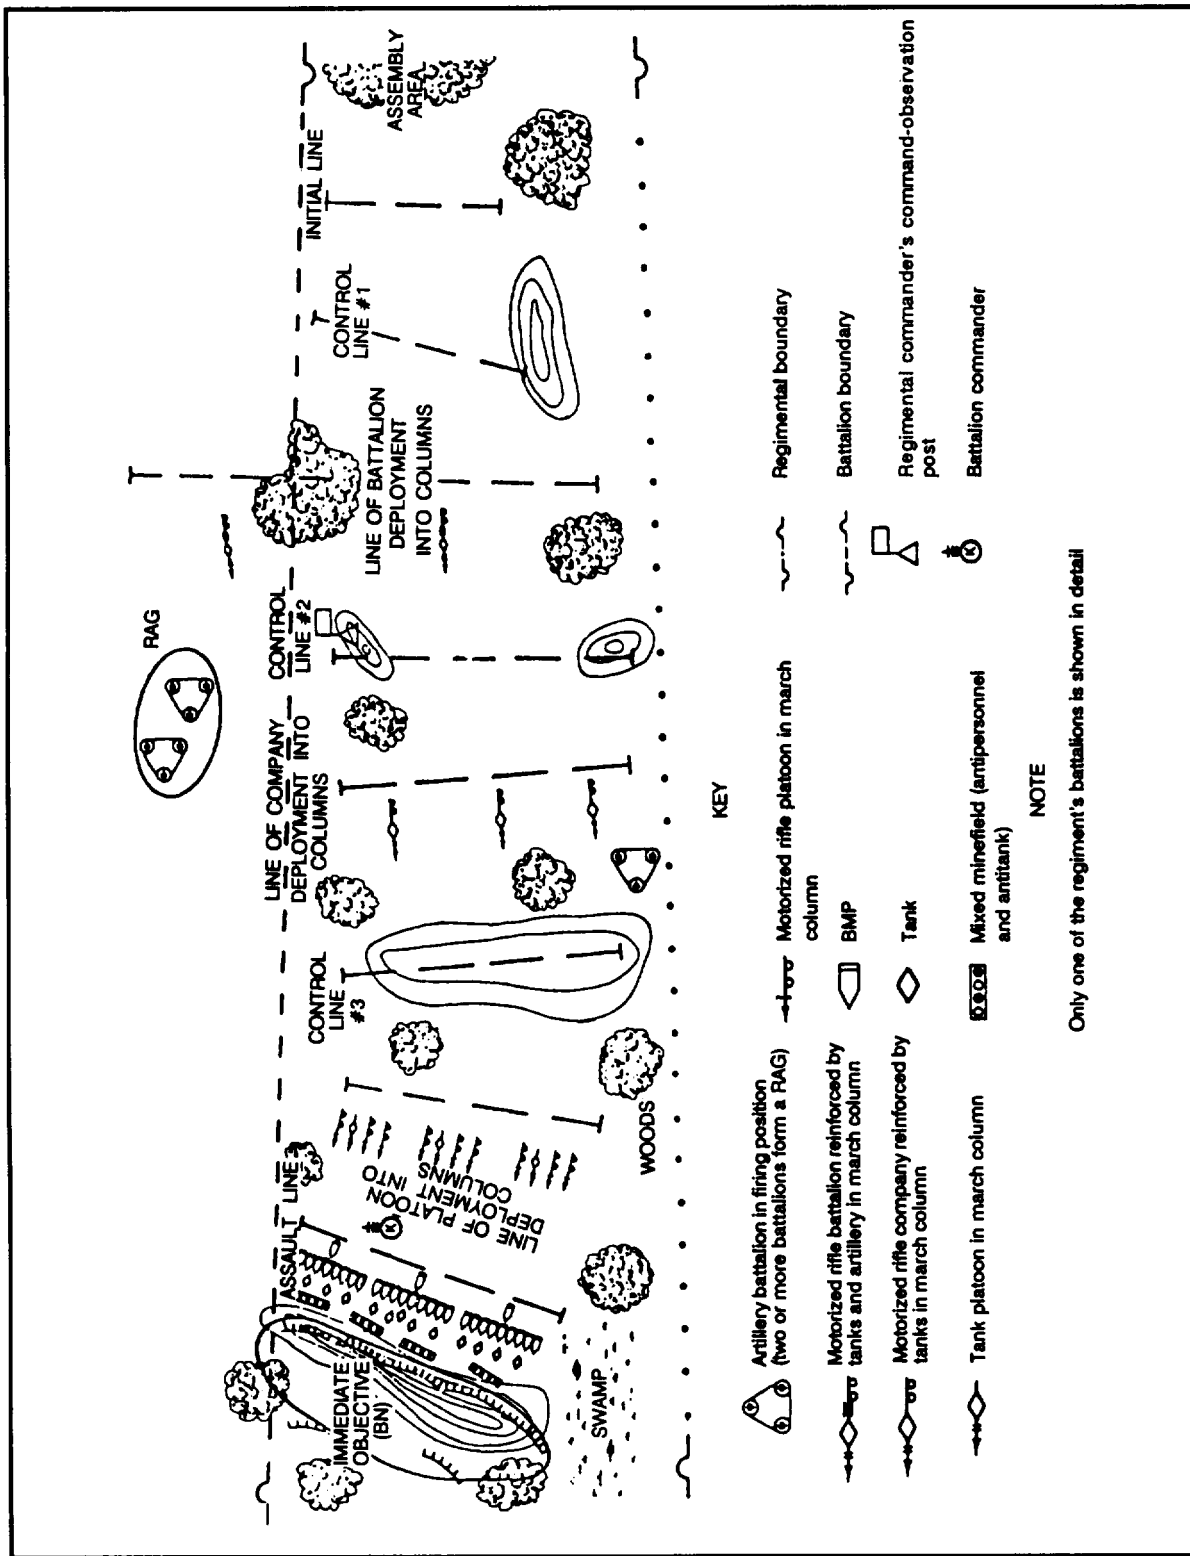 RAG
LINE OF COMPANY
DEPLOYMENT INTO
COLUMNS
CONTROL
LINE #2
INITIAL LINE
ASSEMBLY
AREA
CONTROL
LINE #1
LINE OF BATTALION
DEPLOYMENT
INTO COLUMNS
CONTROL
LINE
#3
ASSAULT LINE
LINE OF PLATOON
DEPLOYMENT INTO
COLUMNS
K
IMMEDIATE
OBJECTIVE
(BN)
SWAMP
WOODS
KEY
Artillery battalion in firing position
(two or more battalions form a RAG)
Motorized rifle battalion reinforced by
tanks and artillery in march column
Motorized rifle company reinforced by
tanks in march column
Tank platoon in march column
Motorized rifle platoon in march
column
BMP
Tank
Mixed minefield (antipersonnel
and antitank)
Regimental boundary
Battalion boundary
Regimental commander's command-observation
post
K
Battalion commander
NOTE
Only one of the regiment's battalions is shown in detail